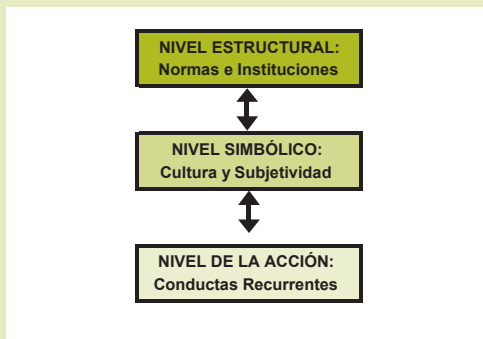 NIVEL ESTRUCTURAL:
Normas e Instituciones
NIVEL SIMBÓLICO:
Cultura y Subjetividad
NIVEL DE LA ACCIÓN:
Conductas Recurrentes